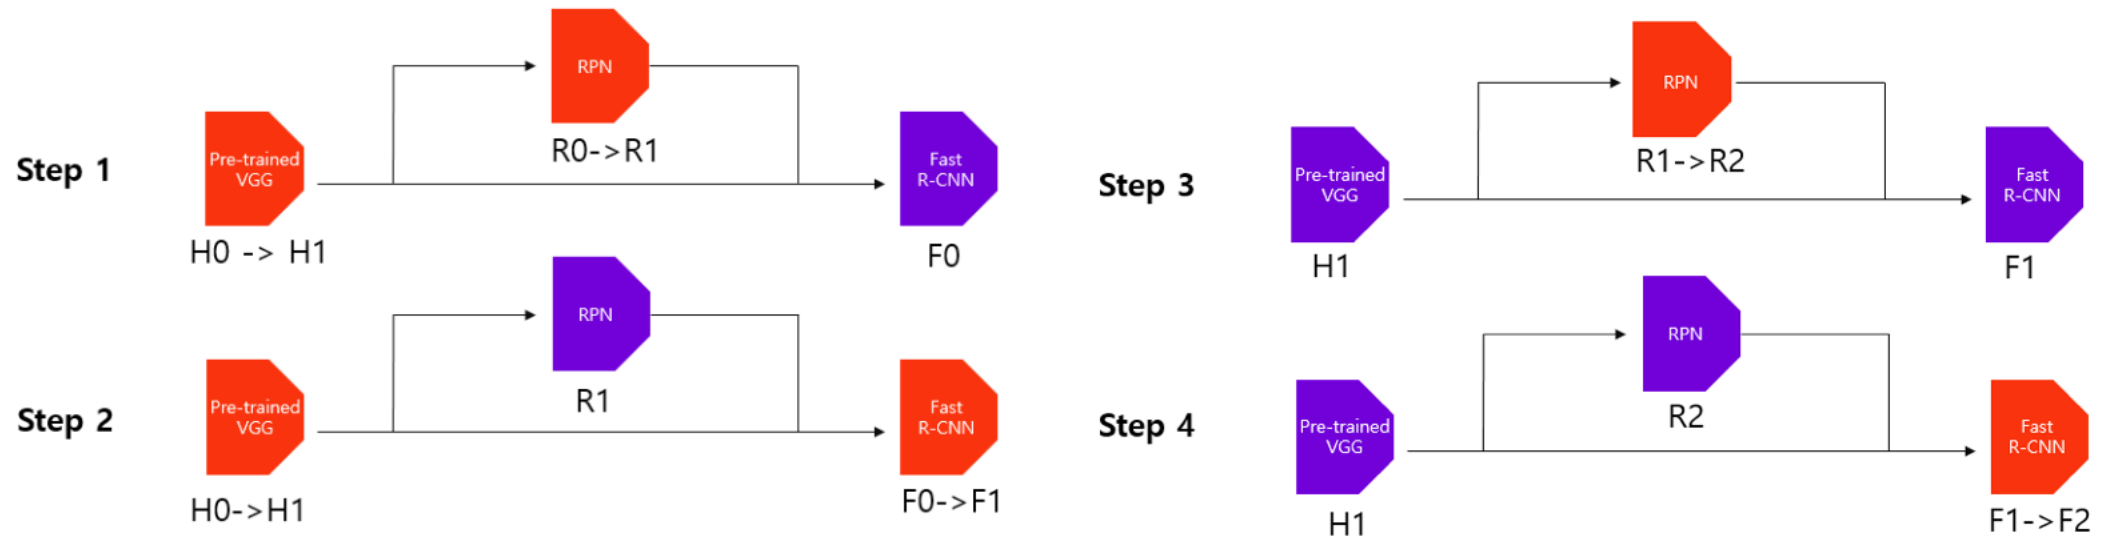 Step 1
Pre-trained
VGG
H0 -> H1
RPN
R0->R1
Fast
R-CNN
F0
Step 2
Pre-trained
VGG
H0->H1
RPN
R1
Fast
R-CNN
F0->F1
Step 3
Pre-trained
VGG
H1
RPN
R1->R2
Fast
R-CNN
F1
Step 4
Pre-trained
VGG
H1
RPN
R2
Fast
R-CNN
F1->F2